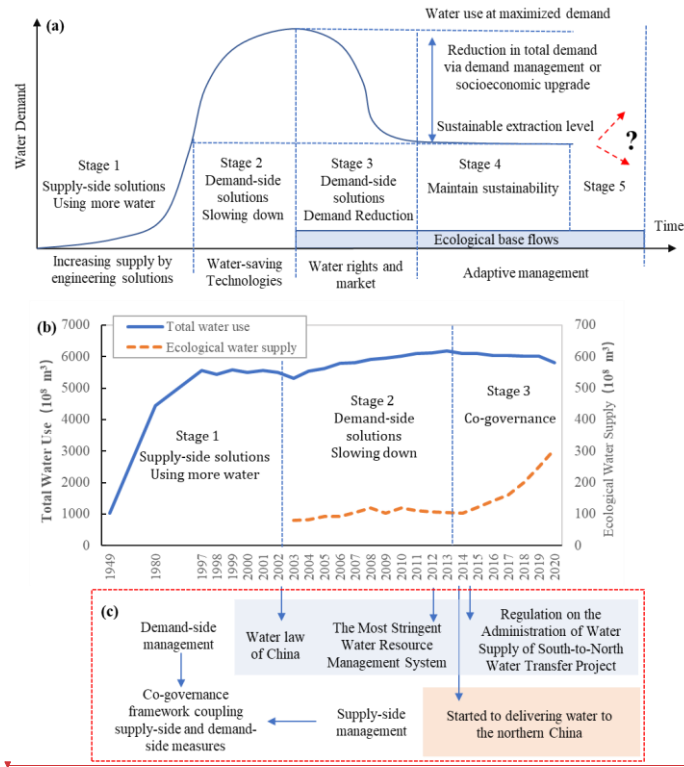 (a)
Water use at maximized demand
Reduction in total demand
via demand management or
socioeconomic upgrade
Sustainable extraction level
?
Water Demand
Stage 1
Supply-side solutions
Using more water
Stage 2
Demand-side
solutions
Slowing down
Stage 3
Demand-side
solutions
Demand Reduction
Stage 4
Maintain sustainability
Stage 5
Time
Ecological base flows
Increasing supply by
engineering solutions
Water-saving
Technologies
Water rights and
market
Adaptive management
(b)
Total water use
Ecological water supply
Total Water Use (10⁸ m³)
7000
6000
5000
4000
3000
2000
1000
0
Stage 1
Supply-side solutions
Using more water
Stage 2
Demand-side
solutions
Slowing down
Stage 3
Co-governance
700
600
500
400
300
200
100
0
Ecological Water Supply (10⁸ m³)
1949
1980
1997
1998
1999
2000
2001
2002
2003
2004
2005
2006
2007
2008
2009
2010
2011
2012
2013
2014
2015
2016
2017
2018
2019
2020
(c)
Demand-side
management
Water law
of China
The Most Stringent
Water Resource
Management System
Regulation on the
Administration of Water
Supply of South-to-North
Water Transfer Project
Co-governance
framework coupling
supply-side and demand-
side measures
Supply-side
management
Started to delivering water to
the northern China